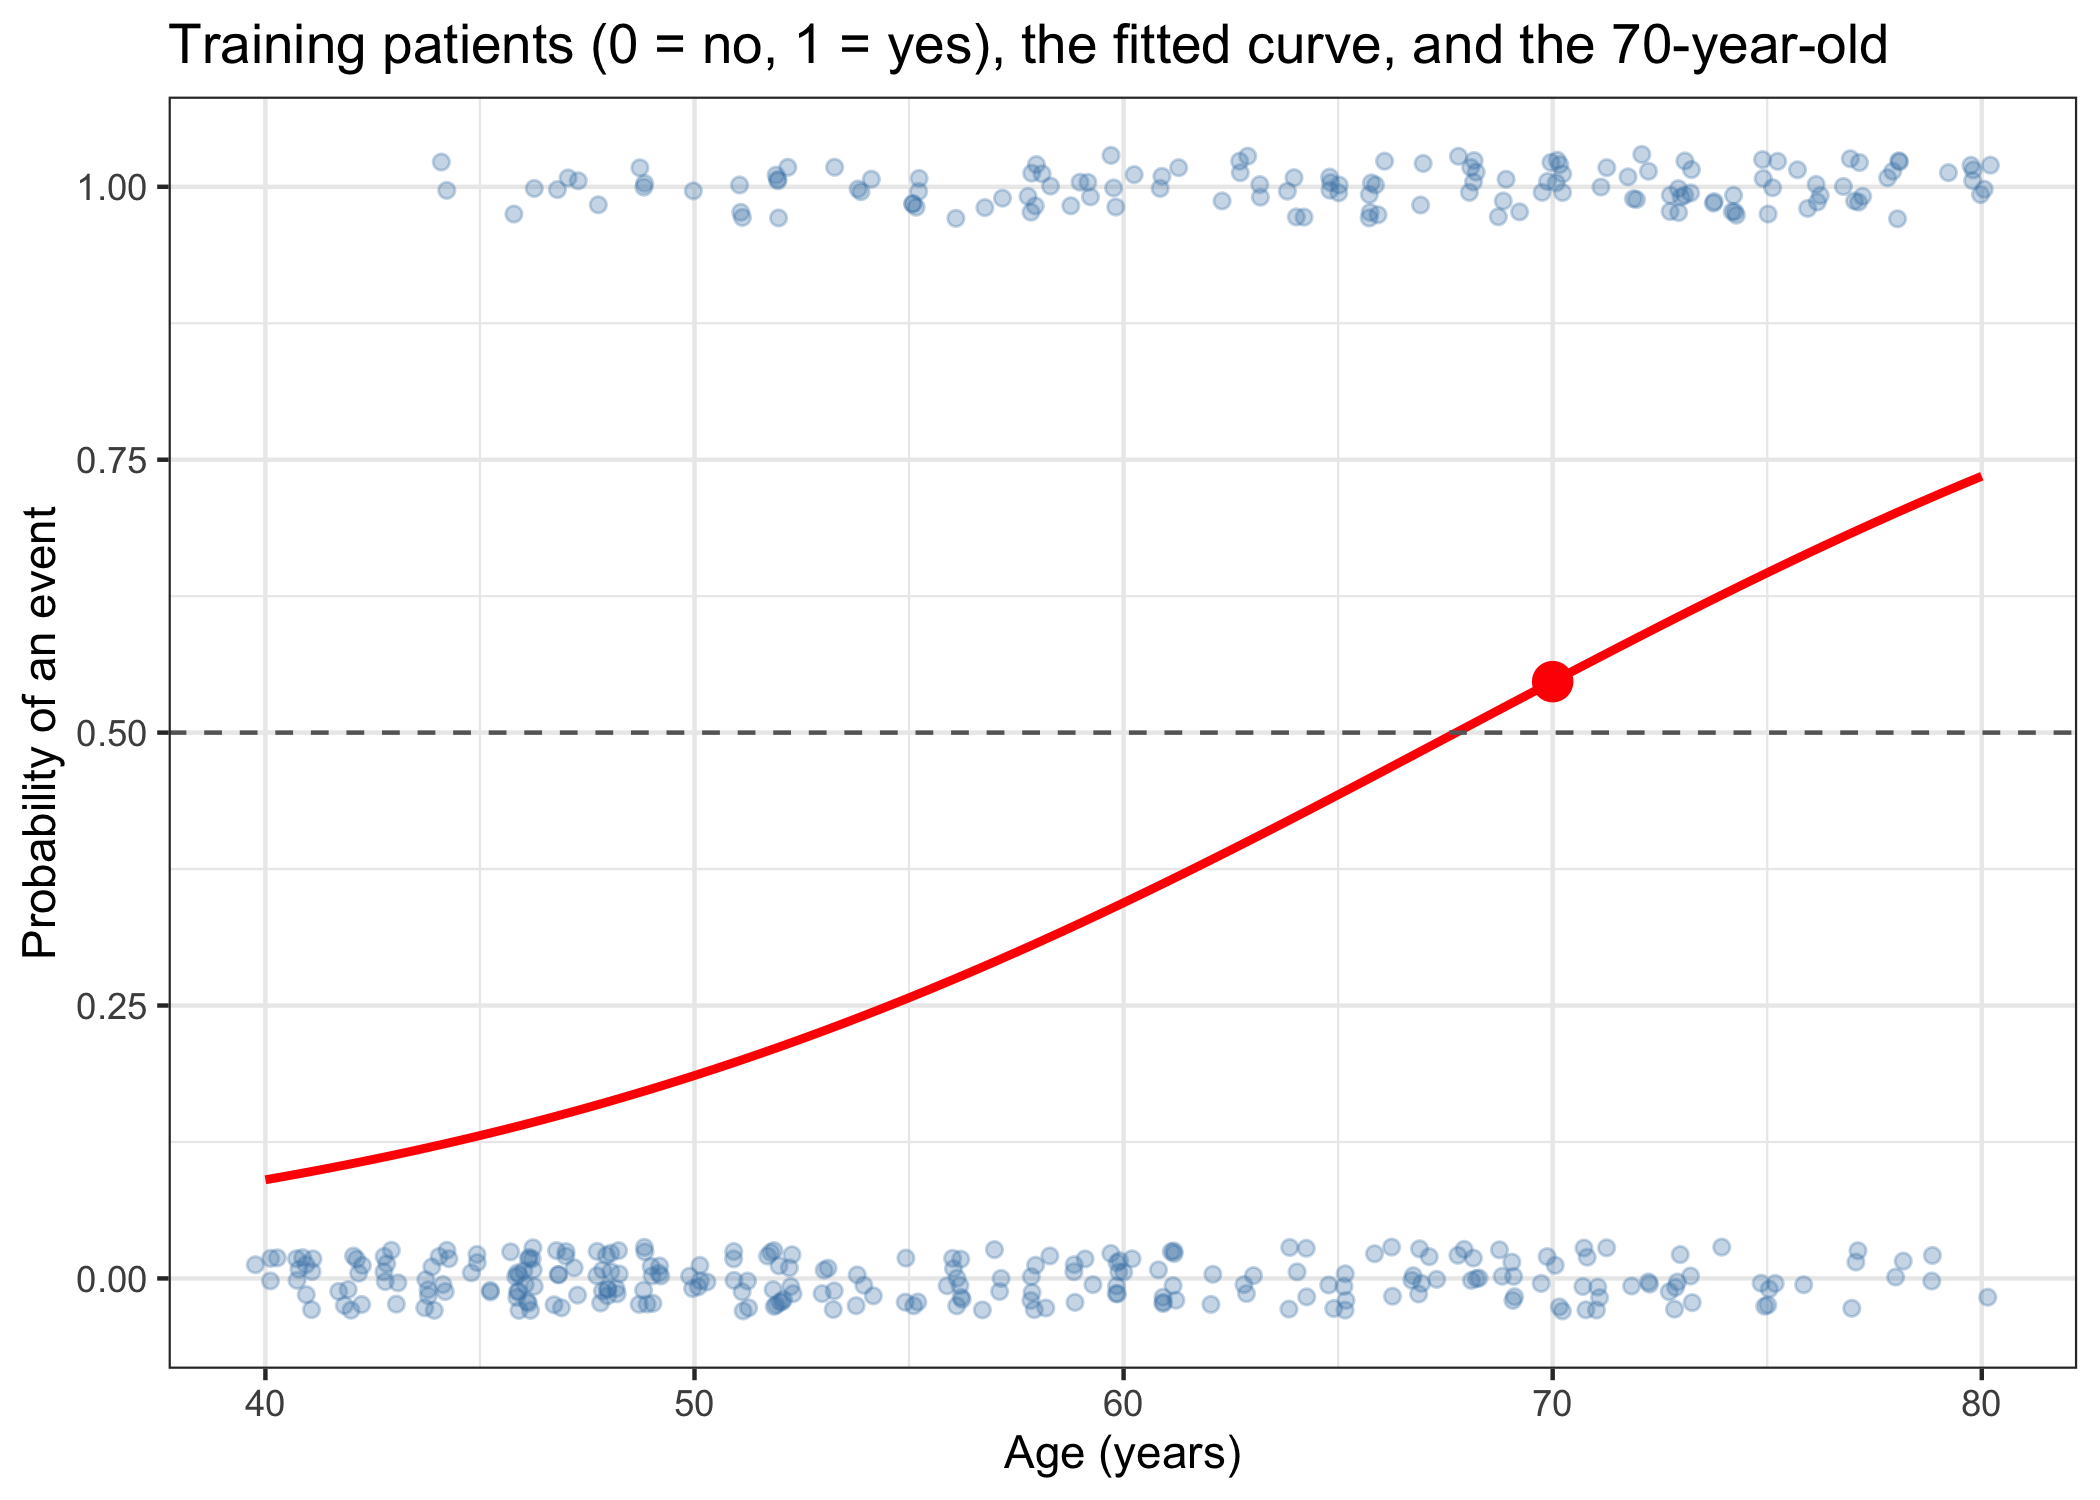 Training patients (0 = no, 1 = yes), the fitted curve, and the 70-year-old
Probability of an event
1.00
0.75
0.50
0.25
0.00
40 50 60 70 80
Age (years)